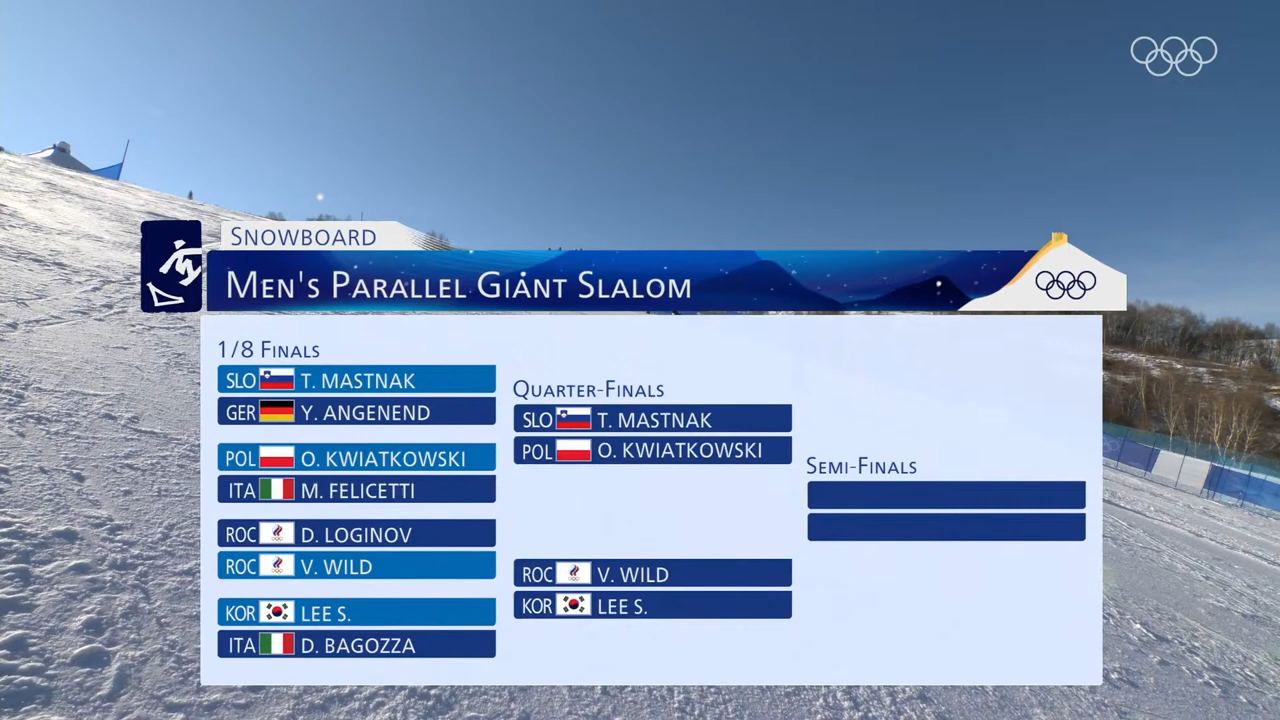 SNOWBOARD
MEN'S PARALLEL GIANT SLALOM
1/8 FINALS
SLO T. MASTNAK
GER Y. ANGENEND
POL O. KWIATKOWSKI
ITA M. FELICETTI
ROC D. LOGINOV
ROC V. WILD
KOR LEE S.
ITA D. BAGOZZA
QUARTER-FINALS
SLO T. MASTNAK
POL O. KWIATKOWSKI
ROC V. WILD
KOR LEE S.
SEMI-FINALS